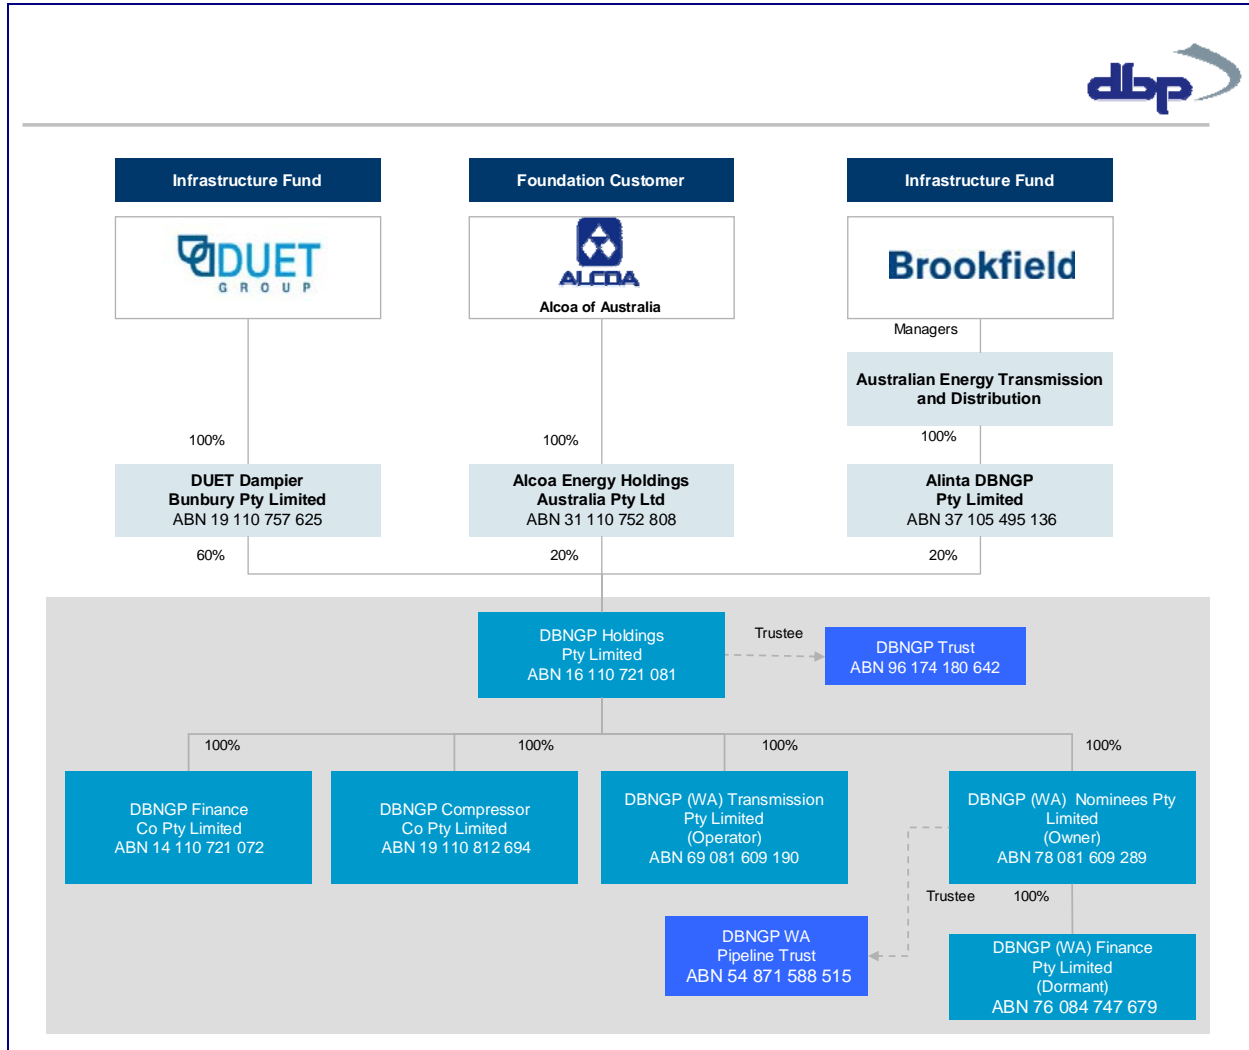 dbp
Infrastructure Fund
Foundation Customer
Infrastructure Fund
DUET
GROUP
ALCOA
Alcoa of Australia
Brookfield
Managers
Australian Energy Transmission
and Distribution
100%
100%
100%
DUET Dampier
Bunbury Pty Limited
ABN 19 110 757 625
Alcoa Energy Holdings
Australia Pty Ltd
ABN 31 110 752 808
Alinta DBNGP
Pty Limited
ABN 37 105 495 136
60%
20%
20%
DBNGP Holdings
Pty Limited
ABN 16 110 721 081
Trustee
DBNGP Trust
ABN 96 174 180 642
100%
100%
100%
100%
DBNGP Finance
Co Pty Limited
ABN 14 110 721 072
DBNGP Compressor
Co Pty Limited
ABN 19 110 812 694
DBNGP (WA) Transmission
Pty Limited
(Operator)
ABN 69 081 609 190
DBNGP (WA) Nominees Pty
Limited
(Owner)
ABN 78 081 609 289
Trustee
100%
DBNGP WA
Pipeline Trust
ABN 54 871 588 515
DBNGP (WA) Finance
Pty Limited
(Dormant)
ABN 76 084 747 679